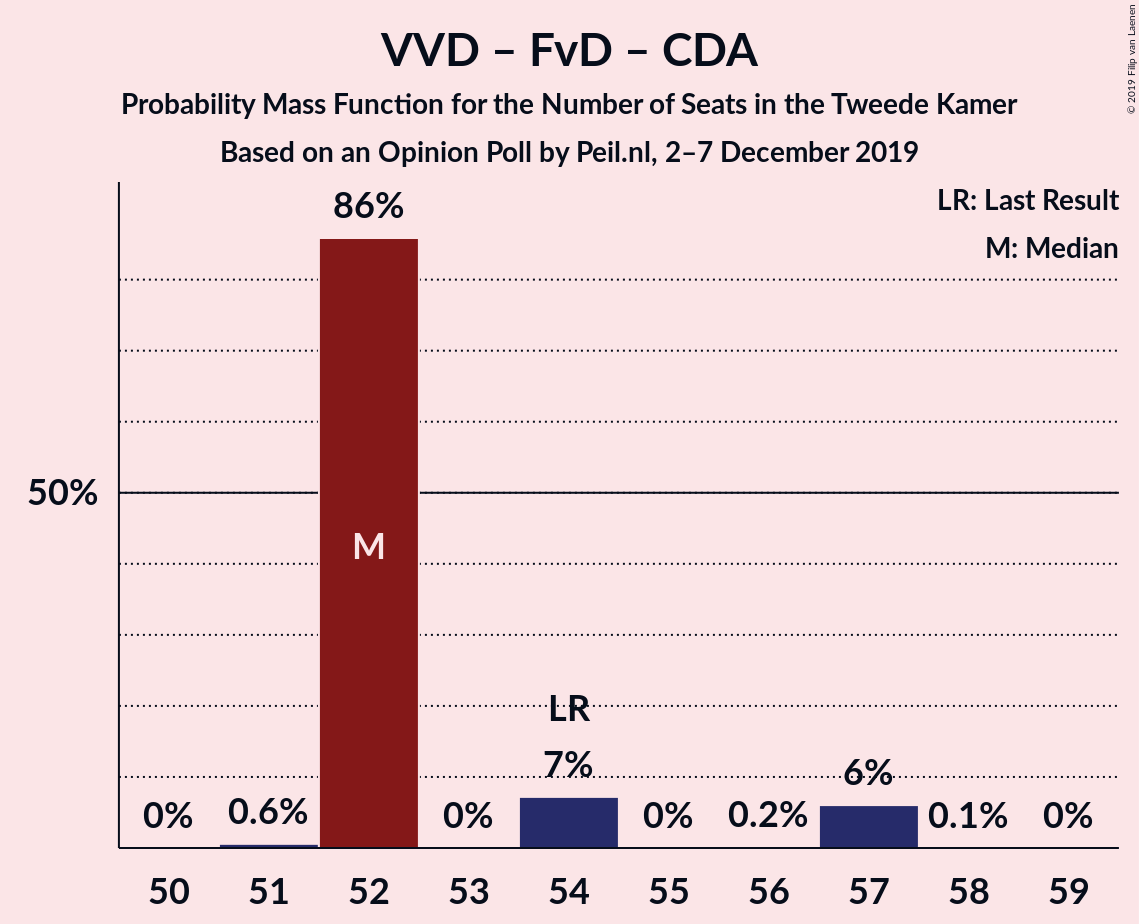 VVD – FvD – CDA
Probability Mass Function for the Number of Seats in the Tweede Kamer
Based on an Opinion Poll by Peil.nl, 2–7 December 2019
© 2019 Filip van Laenen
LR: Last Result
M: Median
86%
50%
M
LR
7%
6%
0%
0.6%
0%
0%
0.2%
0.1%
0%
50 51 52 53 54 55 56 57 58 59